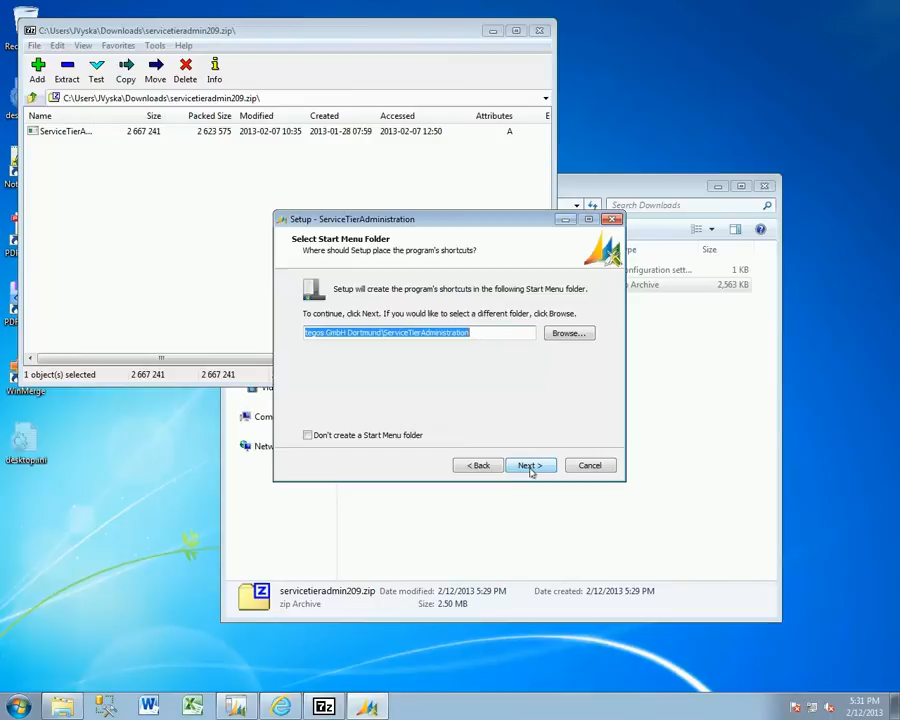 C:\Users\JVyska\Downloads\servicetieradmin209.zip\
File Edit View Favorites Tools Help
Add Extract Test Copy Move Delete Info
C:\Users\JVyska\Downloads\servicetieradmin209.zip\
Name Size Packed Size Modified Created Accessed Attributes E
ServiceTierA... 2 667 241 2 623 575 2013-02-07 10:35 2013-01-28 07:59 2013-02-07 12:50 A
1 object(s) selected 2 667 241 2 667 241
Search Downloads
Size
onfiguration sett... 1 KB
Archive 2,563 KB
Setup - ServiceTierAdministration
Select Start Menu Folder
Where should Setup place the program's shortcuts?
Setup will create the program's shortcuts in the following Start Menu folder.
To continue, click Next. If you would like to select a different folder, click Browse.
tegos GmbH Dortmund\ServiceTierAdministration
Browse...
Don't create a Start Menu folder
< Back Next > Cancel
Com
Netw
servicetieradmin209.zip Date modified: 2/12/2013 5:29 PM Date created: 2/12/2013 5:29 PM
zip Archive Size: 2.50 MB
WinMerge
desktop.ini
5:31 PM
2/12/2013